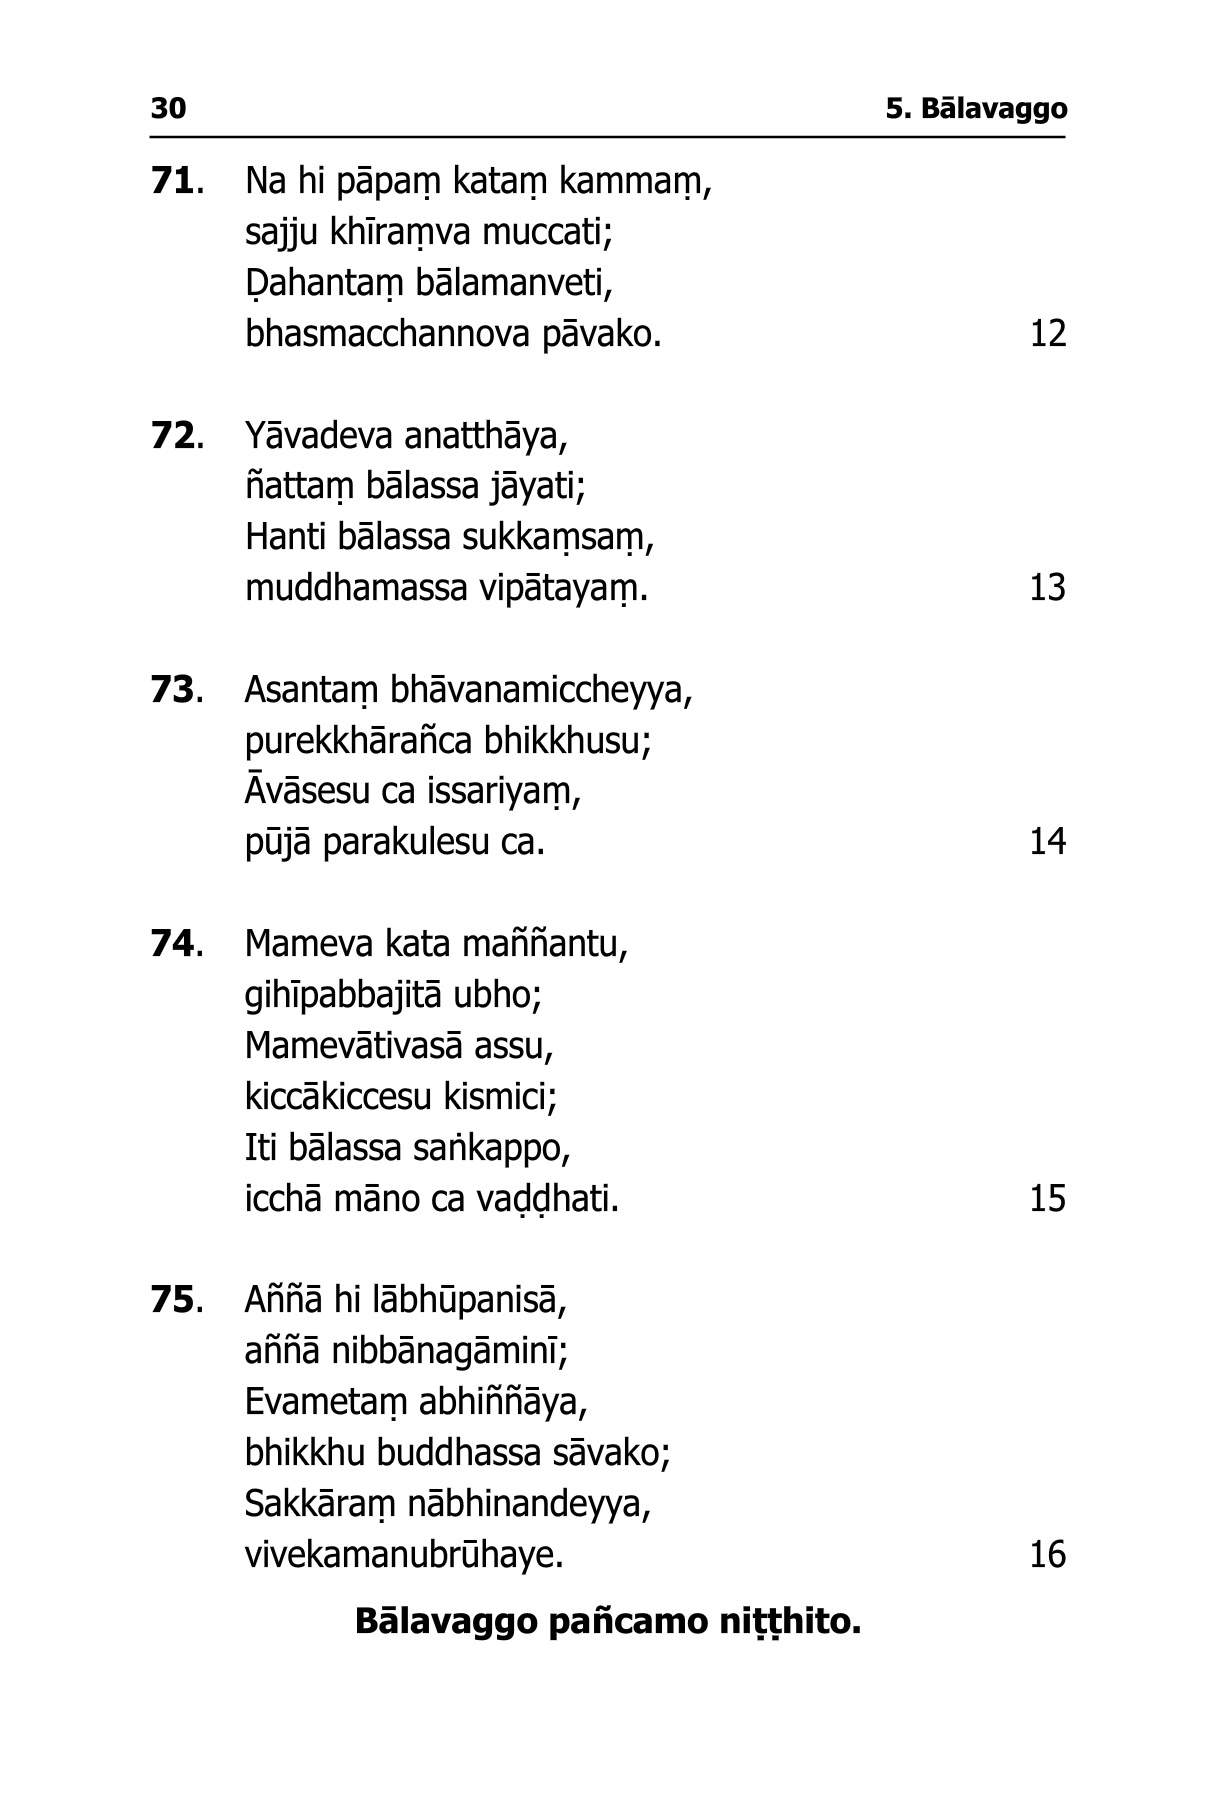 30 5. Bālavaggo
71. Na hi pāpaṃ kataṃ kammaṃ,
sajju khīraṃva muccati;
Ḍahantaṃ bālamanveti,
bhasmacchannova pāvako. 12
72. Yāvadeva anatthāya,
ñattaṃ bālassa jāyati;
Hanti bālassa sukkaṃsaṃ,
muddhamassa vipātayaṃ. 13
73. Asantaṃ bhāvanamiccheyya,
purekkhārañca bhikkhusu;
Āvāsesu ca issariyaṃ,
pūjā parakulesu ca. 14
74. Mameva kata maññantu,
gihīpabbajitā ubho;
Mamevātivasā assu,
kiccākiccesu kismici;
Iti bālassa saṅkappo,
icchā māno ca vaḍḍhati. 15
75. Aññā hi lābhūpanisā,
aññā nibbānagāminī;
Evametaṃ abhiññāya,
bhikkhu buddhassa sāvako;
Sakkāraṃ nābhinandeyya,
vivekamanubrūhaye. 16
Bālavaggo pañcamo niṭṭhito.